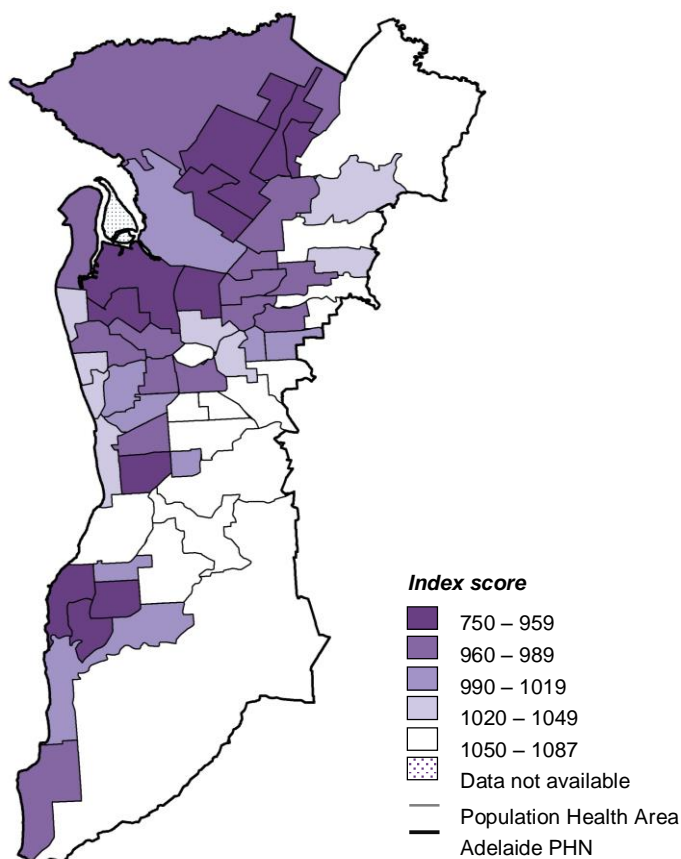 Index score
750 – 959
960 – 989
990 – 1019
1020 – 1049
1050 – 1087
Data not available
Population Health Area
Adelaide PHN